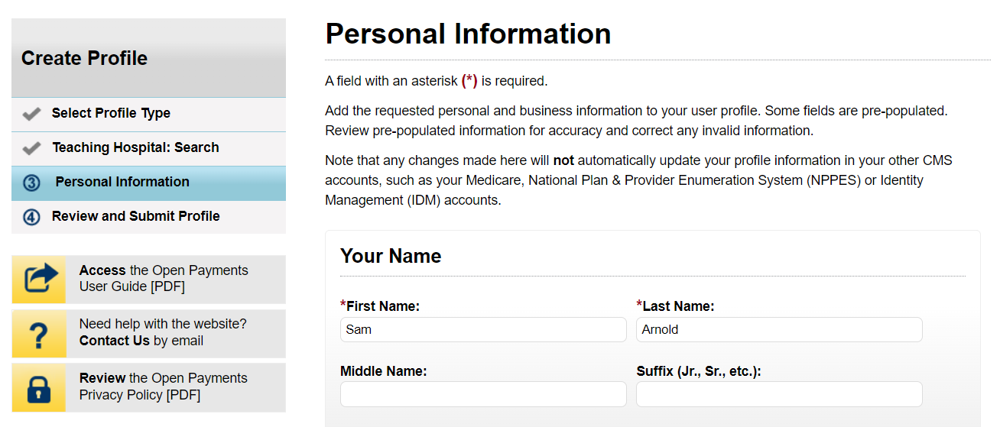 Create Profile
Select Profile Type
Teaching Hospital: Search
3 Personal Information
4 Review and Submit Profile
Access the Open Payments
User Guide [PDF]
? Need help with the website?
Contact Us by email
Review the Open Payments
Privacy Policy [PDF]
Personal Information
A field with an asterisk (*) is required.
Add the requested personal and business information to your user profile. Some fields are pre-populated.
Review pre-populated information for accuracy and correct any invalid information.
Note that any changes made here will not automatically update your profile information in your other CMS
accounts, such as your Medicare, National Plan & Provider Enumeration System (NPPES) or Identity
Management (IDM) accounts.
Your Name
*First Name: *Last Name:
Sam Arnold
Middle Name: Suffix (Jr., Sr., etc.):